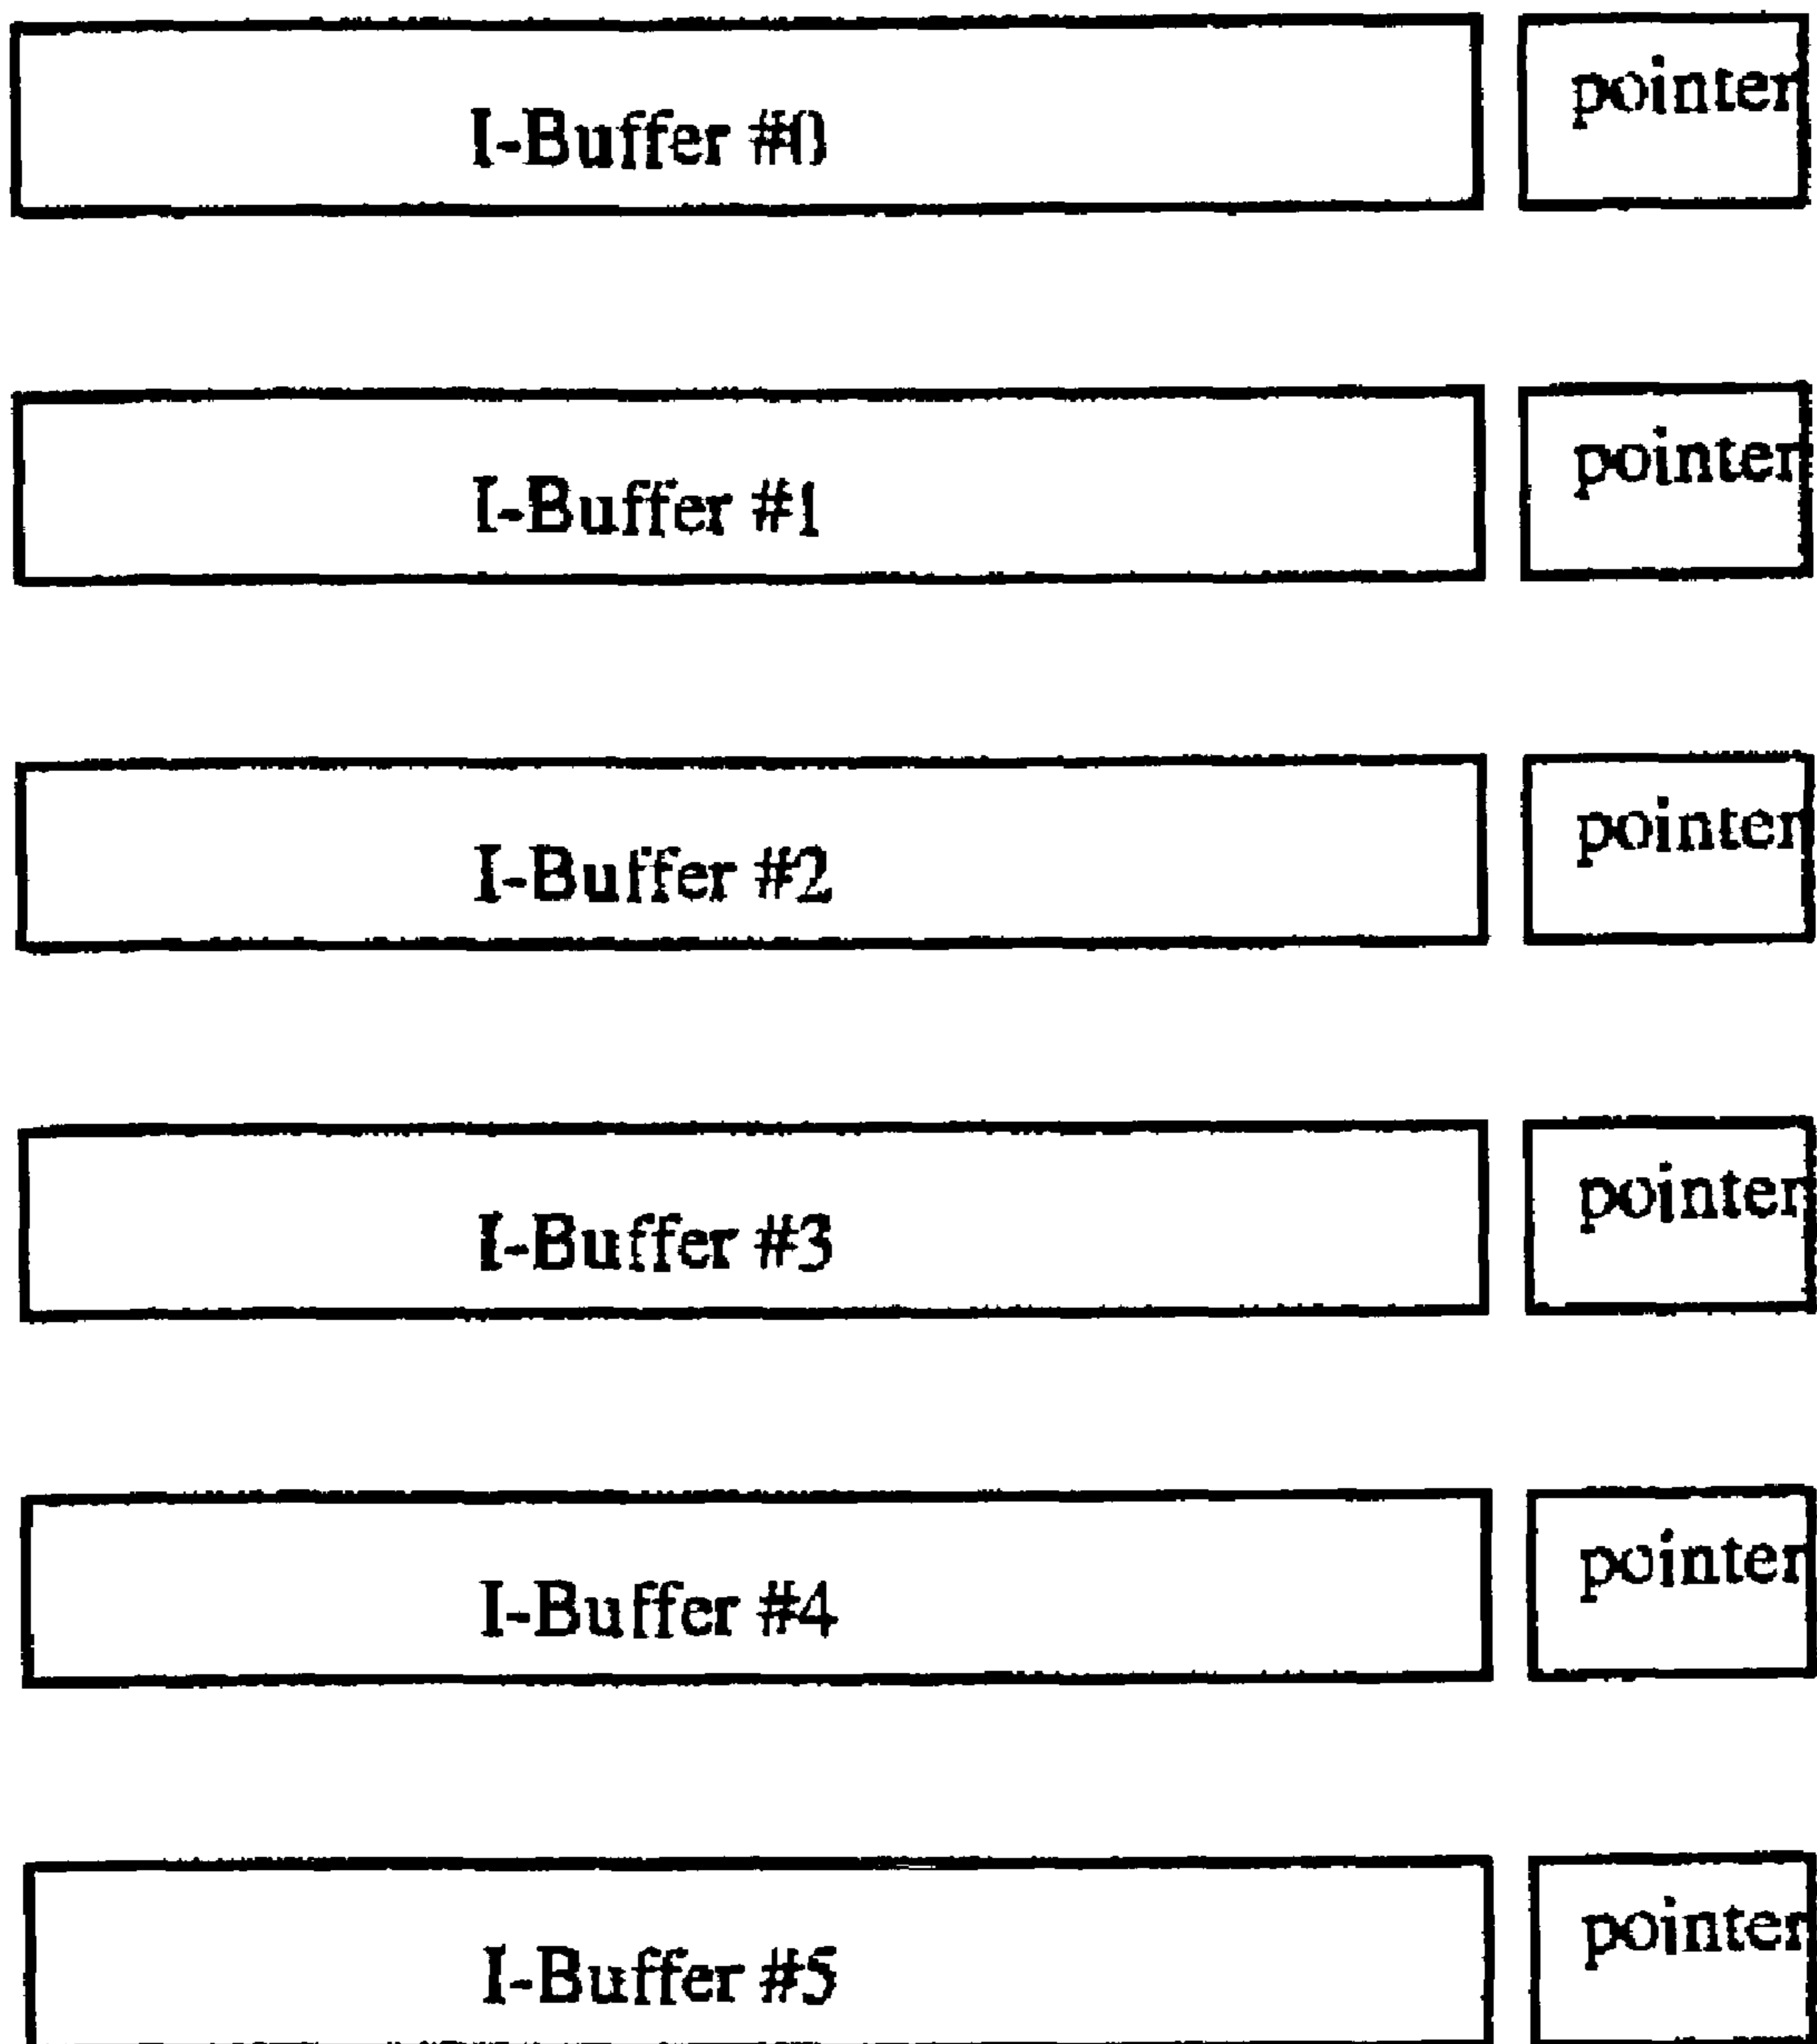 I-Buffer #0 pointer
I-Buffer #1 pointer
I-Buffer #2 pointer
I-Buffer #3 pointer
I-Buffer #4 pointer
I-Buffer #5 pointer